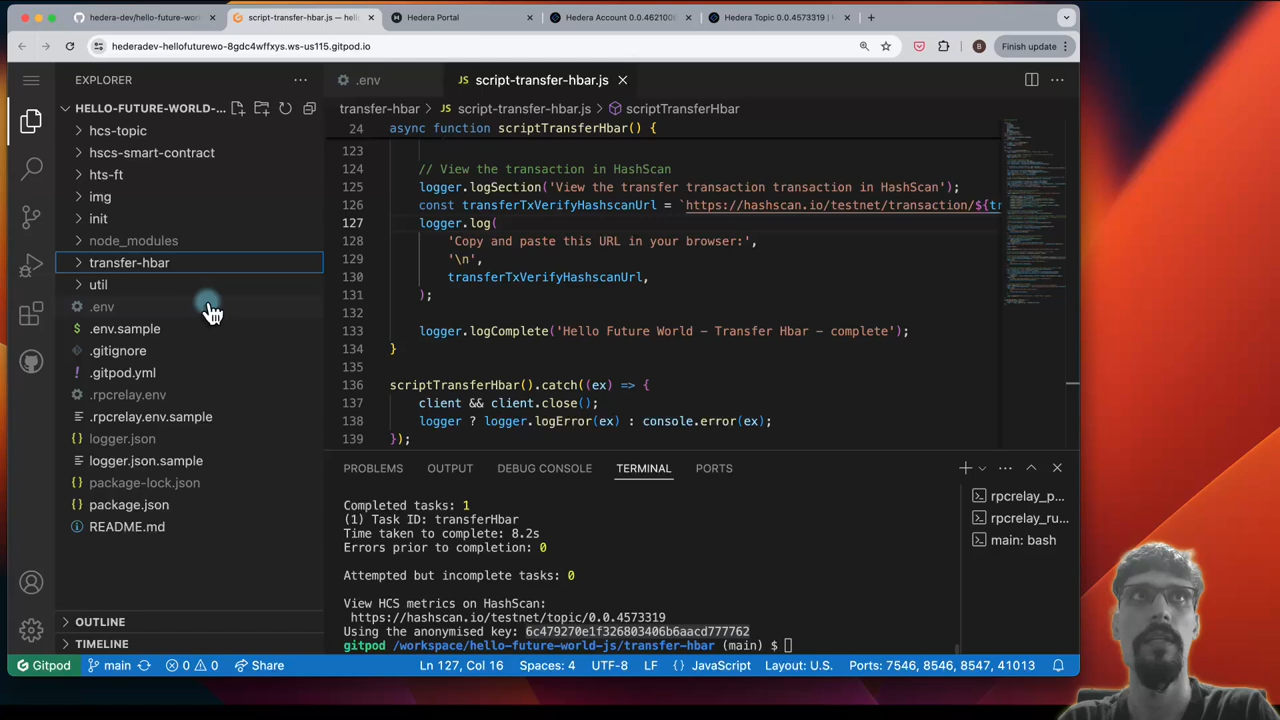 hedera-dev/hello-future-world-
script-transfer-hbar.js — hell
Hedera Portal
Hedera Account 0.0.462100
Hedera Topic 0.0.4573319 |
hederadev-hellofuturewo-8gdc4wffxys.ws-us115.gitpod.io
B
Finish update
EXPLORER
.env
JS script-transfer-hbar.js
HELLO-FUTURE-WORLD-...
transfer-hbar > JS script-transfer-hbar.js > scriptTransferHbar
hcs-topic
hscs-smart-contract
hts-ft
img
init
node_modules
transfer-hbar
util
.env
$ .env.sample
.gitignore
! .gitpod.yml
.rpcrelay.env
.rpcrelay.env.sample
{} logger.json
logger.json.sample
{} package-lock.json
{} package.json
README.md
OUTLINE
TIMELINE
24 async function scriptTransferHbar() {
123
124 // View the transaction in HashScan
125 logger.logSection('View the transfer transaction transaction in HashScan');
126 const transferTxVerifyHashscanUrl = `https://hashscan.io/testnet/transaction/${tr
127 logger.log(
128 'Copy and paste this URL in your browser:',
129 '\n',
130 transferTxVerifyHashscanUrl,
131 );
132
133 logger.logComplete('Hello Future World – Transfer Hbar – complete');
134 }
135
136 scriptTransferHbar().catch((ex) => {
137 client && client.close();
138 logger ? logger.logError(ex) : console.error(ex);
139 });
PROBLEMS OUTPUT DEBUG CONSOLE TERMINAL PORTS
Completed tasks: 1
(1) Task ID: transferHbar
Time taken to complete: 8.2s
Errors prior to completion: 0
Attempted but incomplete tasks: 0
View HCS metrics on HashScan:
https://hashscan.io/testnet/topic/0.0.4573319
Using the anonymised key: 6c479270e1f326803406b6aacd777762
gitpod /workspace/hello-future-world-js/transfer-hbar (main) $
rpcrelay_p...
rpcrelay_ru...
main: bash
Gitpod main 0 0 Share Ln 127, Col 16 Spaces: 4 UTF-8 LF {} JavaScript Layout: U.S. Ports: 7546, 8546, 8547, 41013